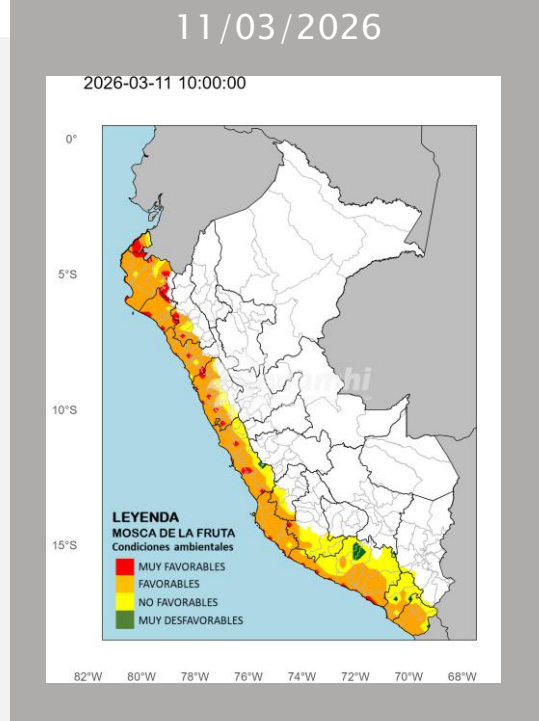 11/03/2026
2026-03-11 10:00:00
0°
5°S
10°S
15°S
senamhi
LEYENDA
MOSCA DE LA FRUTA
Condiciones ambientales
MUY FAVORABLES
FAVORABLES
NO FAVORABLES
MUY DESFAVORABLES
82°W 80°W 78°W 76°W 74°W 72°W 70°W 68°W